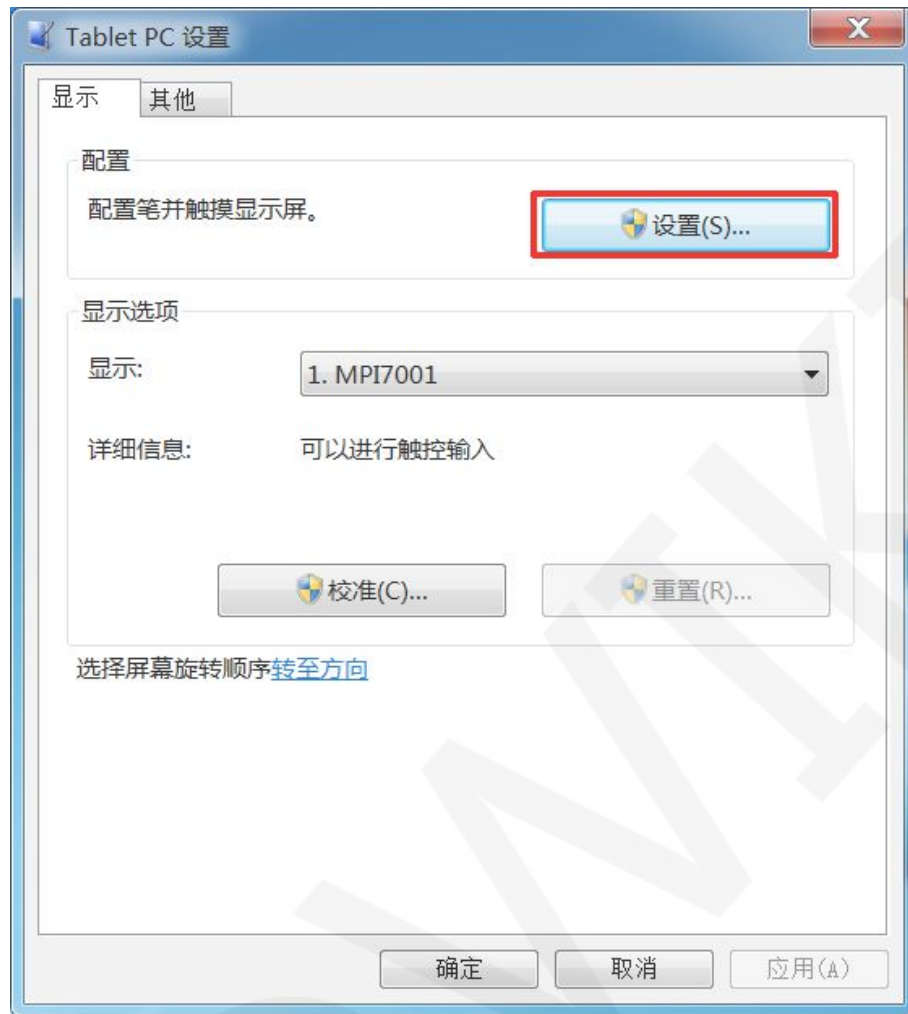 Tablet PC 设置
显示
其他
配置
配置笔并触摸显示屏。
设置(S)...
显示选项
显示:
1. MPI7001
详细信息:
可以进行触控输入
校准(C)...
重置(R)...
选择屏幕旋转顺序转至方向
确定
取消
应用(A)